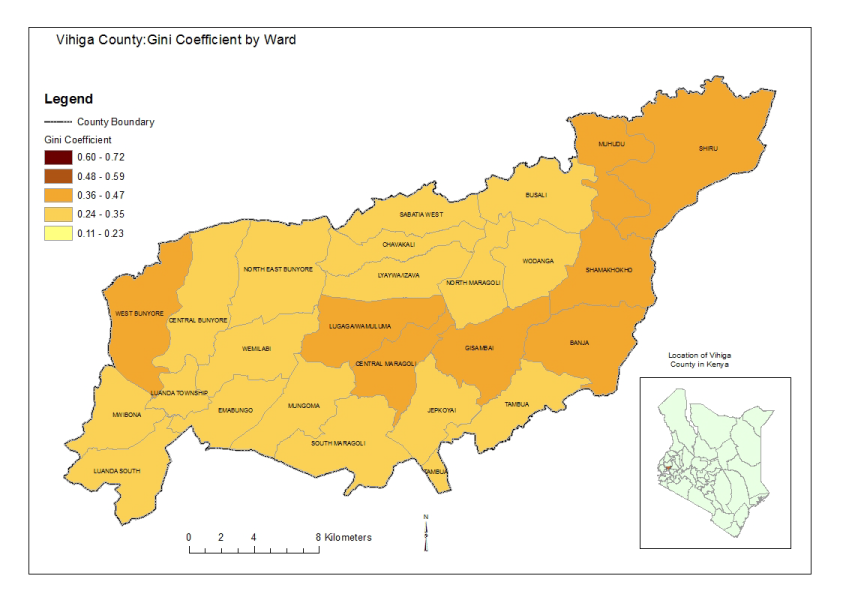 Vihiga County:Gini Coefficient by Ward
Legend
County Boundary
Gini Coefficient
0.60 - 0.72
0.48 - 0.59
0.36 - 0.47
0.24 - 0.35
0.11 - 0.23
MUHUDU
SHIRU
BUSALI
SABATIA WEST
CHAVAKALI
WODANGA
NORTH EAST BUNYORE
SHAMAKHOKHO
LYAYWA/IZAVA
NORTH MARAGOLI
WEST BUNYORE
CENTRAL BUNYORE
LUGAGA/WAMULUMA
BANJA
WEMILABI
GISAMBAI
CENTRAL MARAGOLI
LUANDA TOWNSHIP
TAMBUA
MUNGOMA
EMABUNGO
JEPKOYAI
MWIBONA
SOUTH MARAGOLI
LUANDA SOUTH
TAMBUA
Location of Vihiga
County in Kenya
N
0 2 4 8 Kilometers